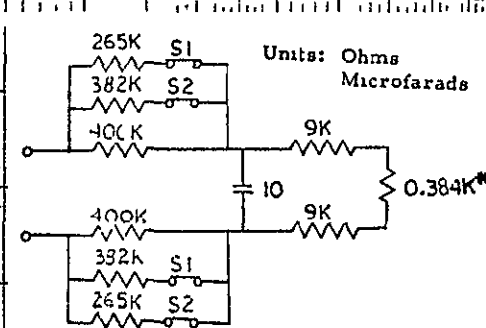 265K S1
Units: Ohms
Microfarads
382K S2
400K
9K
10
0.384K*
400K
9K
382K S1
265K S2